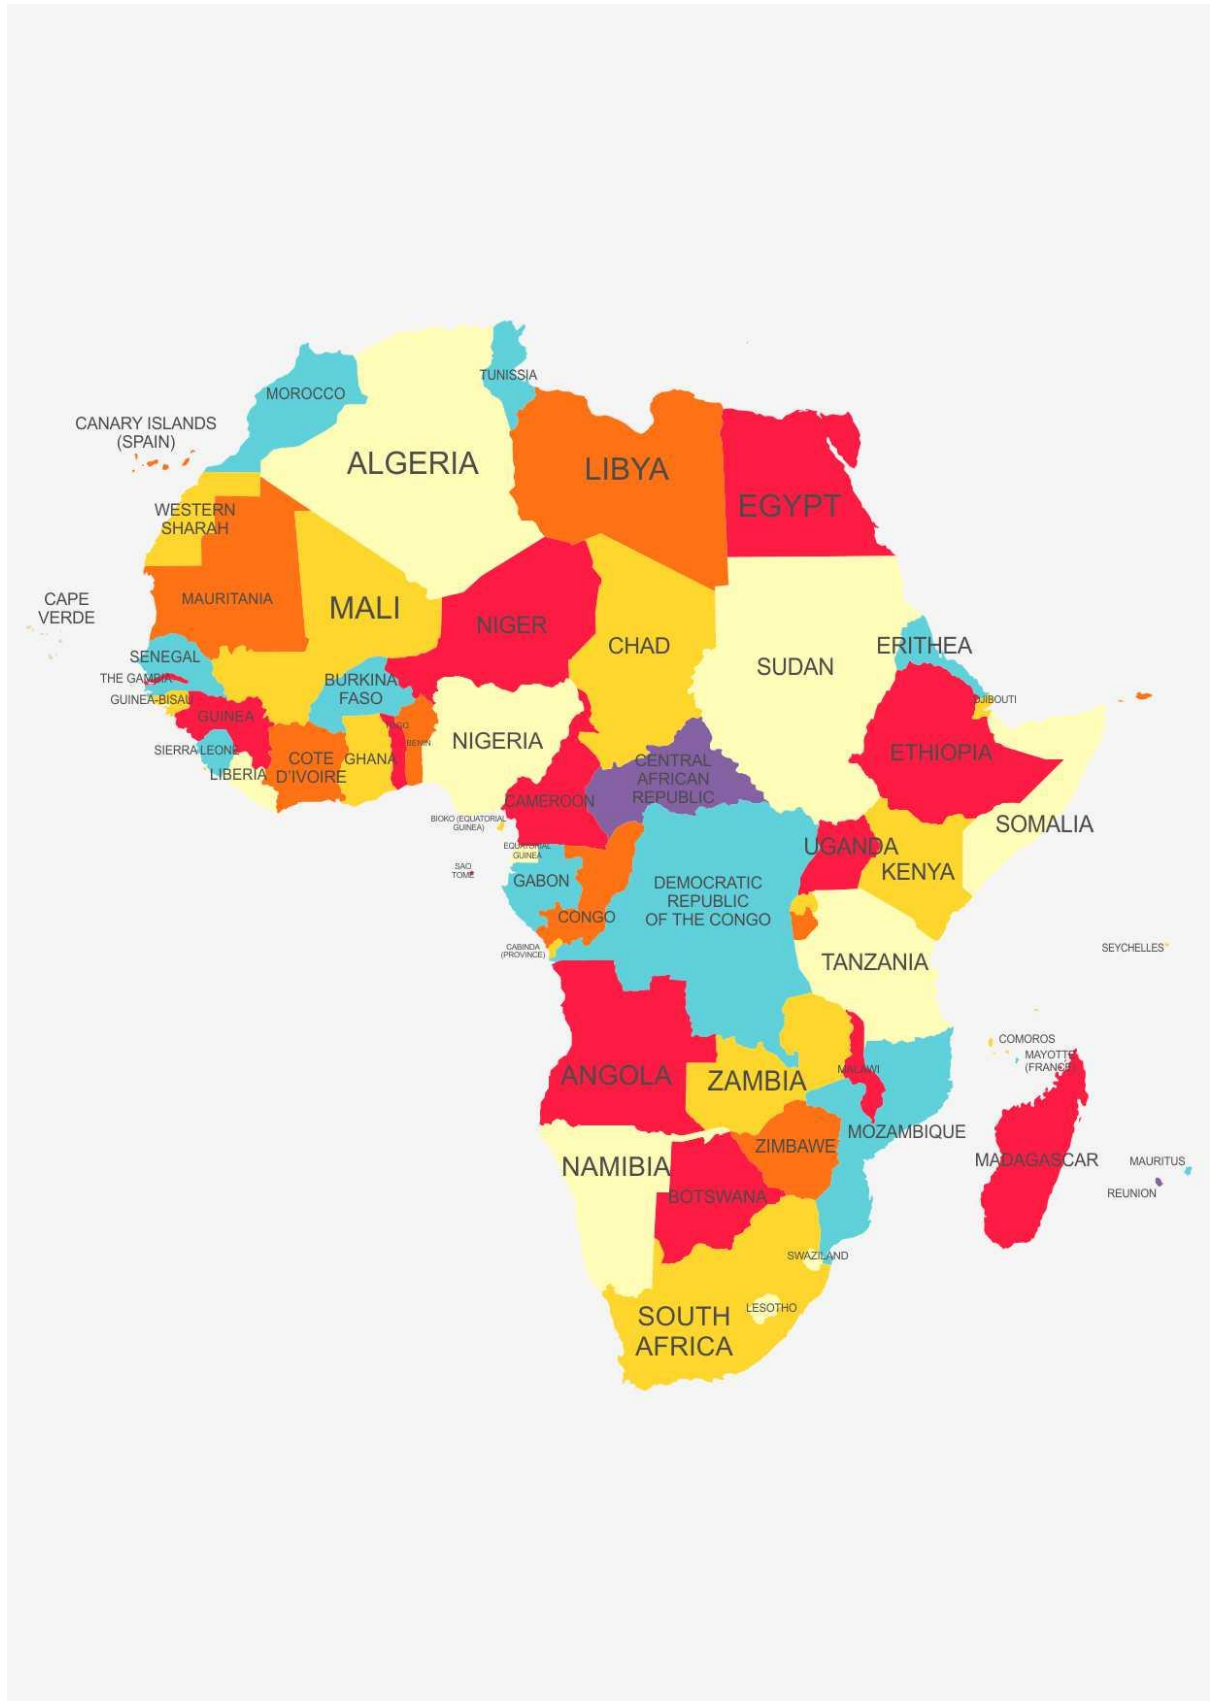 MOROCCO
TUNISSIA
CANARY ISLANDS
(SPAIN)
ALGERIA
LIBYA
EGYPT
WESTERN
SHARAH
CAPE
VERDE
MAURITANIA
MALI
NIGER
CHAD
SUDAN
ERITHEA
SENEGAL
THE GAMBIA
GUINEA-BISAU
BURKINA
FASO
DJIBOUTI
GUINEA
NIGERIA
BENIN
ETHIOPIA
SIERRA LEONE
LIBERIA
COTE
D'IVOIRE
GHANA
CENTRAL
AFRICAN
REPUBLIC
CAMEROON
BIOKO (EQUATORIAL
GUINEA)
SOMALIA
UGANDA
KENYA
EQUATORIAL
GUINEA
SAO
TOME
GABON
DEMOCRATIC
REPUBLIC
OF THE CONGO
CONGO
CABINDA
(PROVINCE)
SEYCHELLES
TANZANIA
COMOROS
MAYOTTE
(FRANCE)
ANGOLA
ZAMBIA
MALAWI
MOZAMBIQUE
ZIMBAWE
NAMIBIA
MADAGASCAR
MAURITUS
BOTSWANA
REUNION
SWAZILAND
LESOTHO
SOUTH
AFRICA